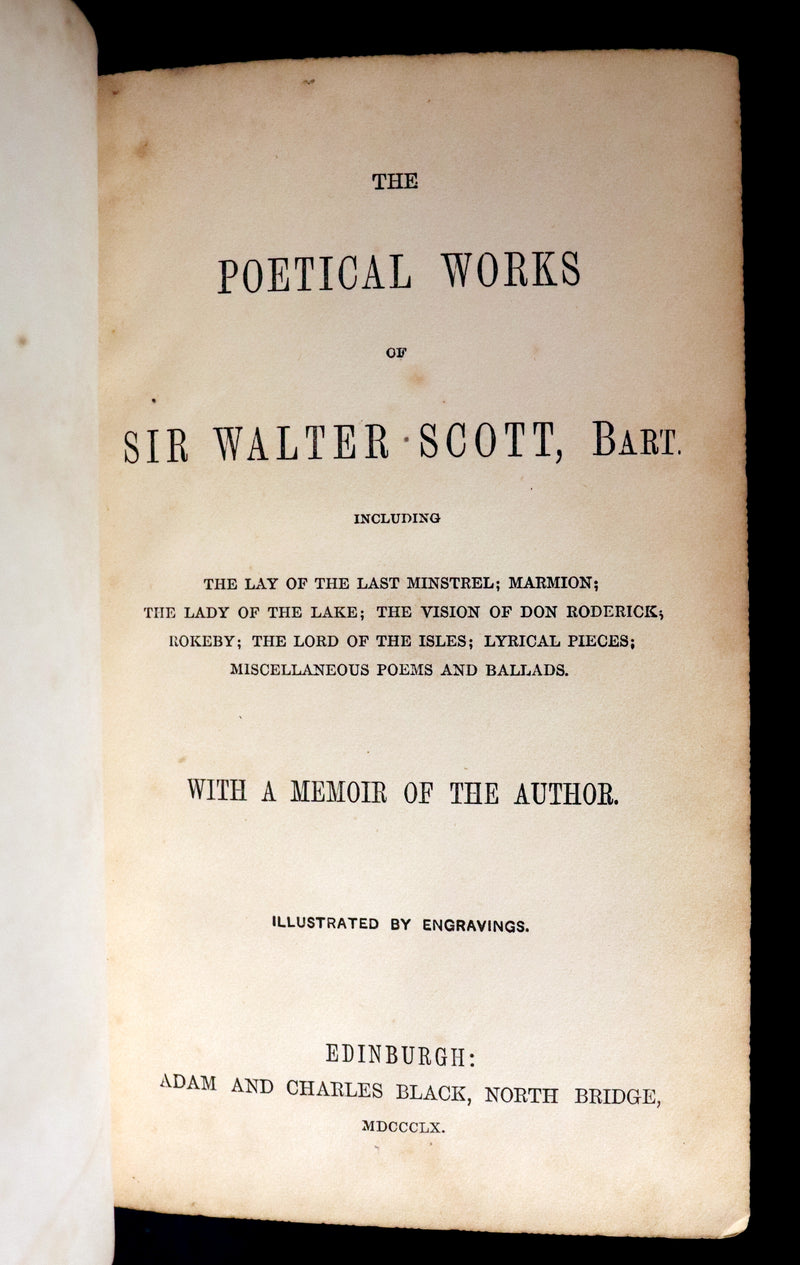 THE
POETICAL WORKS
OF
SIR WALTER SCOTT, BART.
INCLUDING
THE LAY OF THE LAST MINSTREL; MARMION;
THE LADY OF THE LAKE; THE VISION OF DON RODERICK;
ROKEBY; THE LORD OF THE ISLES; LYRICAL PIECES;
MISCELLANEOUS POEMS AND BALLADS.
WITH A MEMOIR OF THE AUTHOR.
ILLUSTRATED BY ENGRAVINGS.
EDINBURGH:
ADAM AND CHARLES BLACK, NORTH BRIDGE,
MDCCCLX.